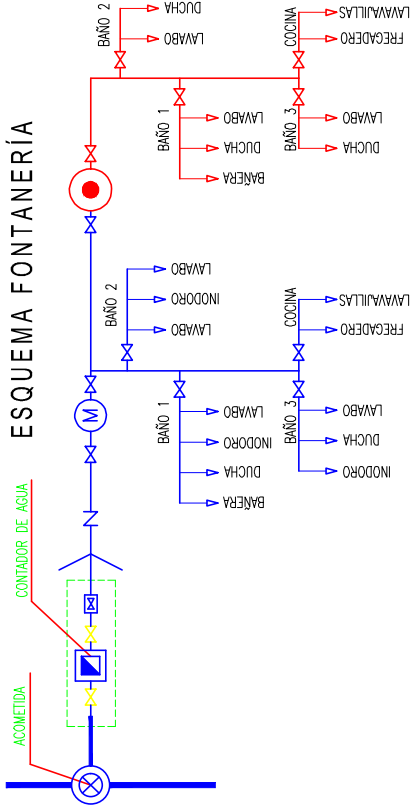 ESQUEMA FONTANERÍA
ACOMETIDA
CONTADOR DE AGUA
M
BAÑO 2
LAVABO
INODORO
LAVABO
BAÑO 1
BAÑERA
DUCHA
INODORO
LAVABO
COCINA
FREGADERO
LAVAVAJILLAS
BAÑO 3
INODORO
DUCHA
LAVABO
BAÑO 2
LAVABO
DUCHA
BAÑO 1
BAÑERA
DUCHA
LAVABO
COCINA
FREGADERO
LAVAVAJILLAS
BAÑO 3
DUCHA
LAVABO